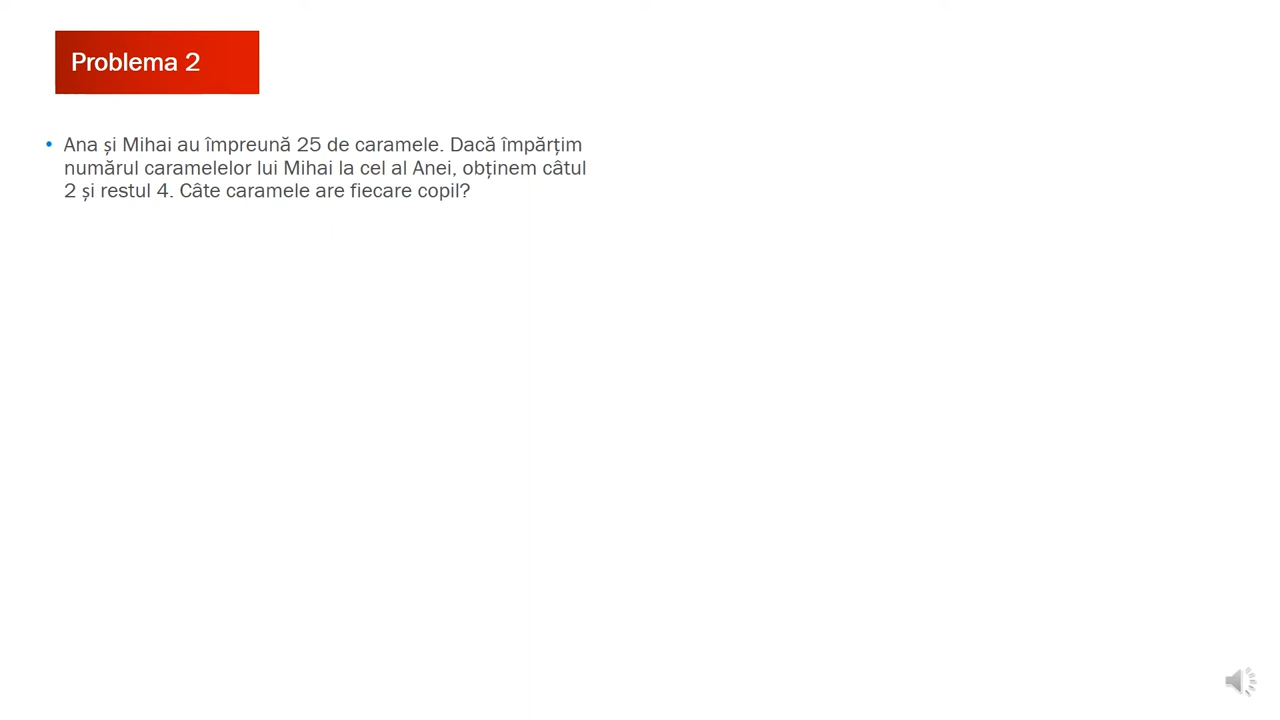 Problema 2
• Ana și Mihai au împreună 25 de caramele. Dacă împărțim
numărul caramelelor lui Mihai la cel al Anei, obținem câtul
2 și restul 4. Câte caramele are fiecare copil?